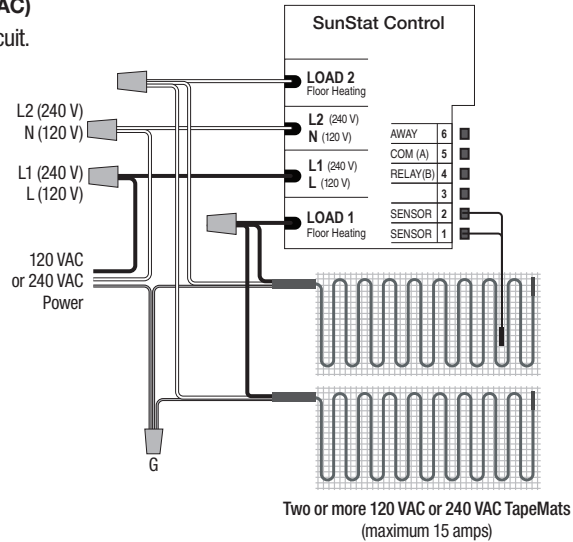 AC)
cuit.
SunStat Control
LOAD 2
Floor Heating
L2 (240 V)
N (120 V)
L1 (240 V)
L (120 V)
LOAD 1
Floor Heating
AWAY 6
COM (A) 5
RELAY(B) 4
3
SENSOR 2
SENSOR 1
L2 (240 V)
N (120 V)
L1 (240 V)
L (120 V)
120 VAC
or 240 VAC
Power
G
Two or more 120 VAC or 240 VAC TapeMats
(maximum 15 amps)